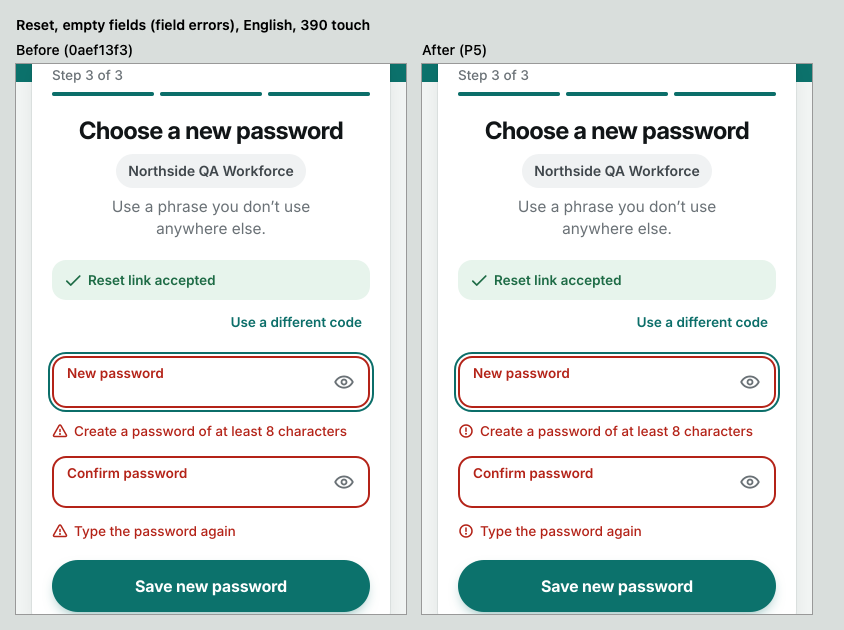 Reset, empty fields (field errors), English, 390 touch
Before (0aef13f3)
Step 3 of 3
Choose a new password
Northside QA Workforce
Use a phrase you don’t use
anywhere else.
Reset link accepted
Use a different code
New password
Create a password of at least 8 characters
Confirm password
Type the password again
Save new password
After (P5)
Step 3 of 3
Choose a new password
Northside QA Workforce
Use a phrase you don’t use
anywhere else.
Reset link accepted
Use a different code
New password
Create a password of at least 8 characters
Confirm password
Type the password again
Save new password